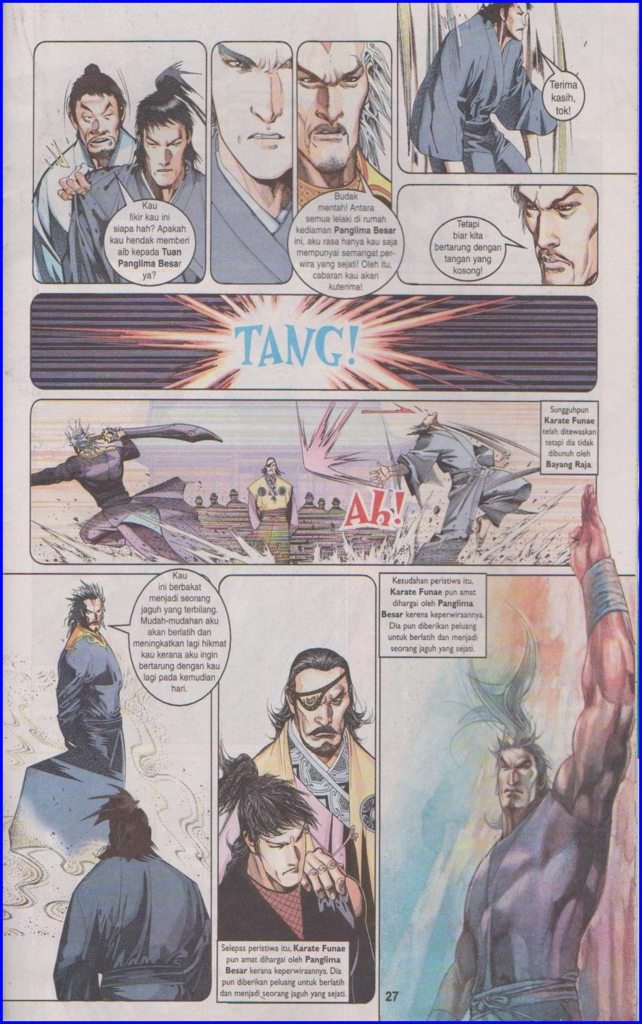 Terima
kasih,
tok!
Kau
fikir kau ini
siapa hah? Apakah
kau hendak memberi
aib kepada Tuan
Panglima Besar
ya?
Budak
mentah! Antara
semua lelaki di rumah
kediaman Panglima Besar
ini, aku rasa hanya kau saja
mempunyai semangat per-
wira yang sejati! Oleh itu,
cabaran kau akan
kuterima!
Tetapi
biar kita
bertarung dengan
tangan yang
kosong!
TANG!
Sungguhpun
Karate Funae
telah ditewaskan
tetapi dia tidak
dibunuh oleh
Bayang Raja.
Ah!
Kau
ini berbakat
menjadi seorang
jaguh yang terbilang.
Mudah-mudahan aku
akan berlatih dan
meningkatkan lagi hikmat
kau kerana aku ingin
bertarung dengan kau
lagi pada kemudian
hari.
Kesudahan peristiwa itu,
Karate Funae pun amat
dihargai oleh Panglima
Besar kerana keperwiraannya.
Dia pun diberikan peluang
untuk berlatih dan menjadi
seorang jaguh yang sejati.
Selepas peristiwa itu, Karate Funae
pun amat dihargai oleh Panglima
Besar kerana keperwiraannya. Dia
pun diberikan peluang untuk berlatih
dan menjadi seorang jaguh yang sejati.
27